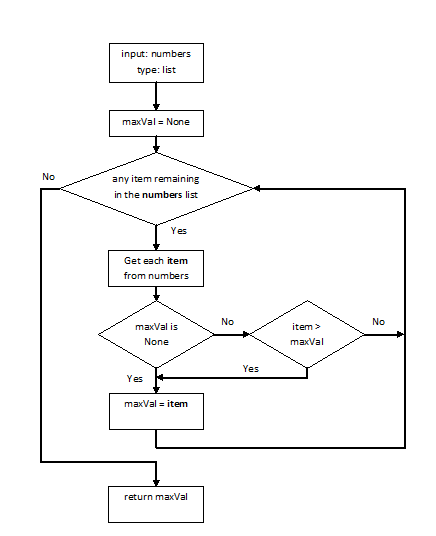 input: numbers
type: list
maxVal = None
No
any item remaining
in the numbers list
Yes
Get each item
from numbers
maxVal is
None
No
item >
maxVal
No
Yes
Yes
maxVal = item
return maxVal